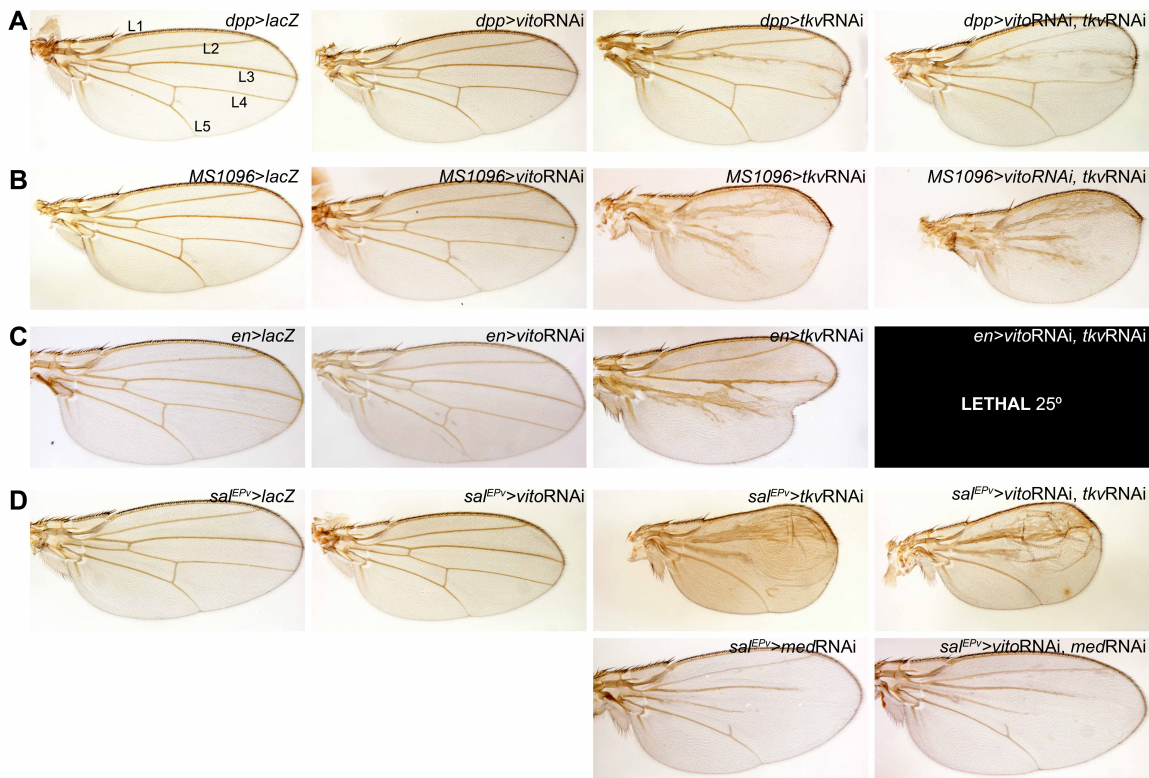 A
dpp>lacZ
L1
L2
L3
L4
L5
dpp>vitoRNAi
dpp>tkvRNAi
dpp>vitoRNAi, tkvRNAi
B
MS1096>lacZ
MS1096>vitoRNAi
MS1096>tkvRNAi
MS1096>vitoRNAi, tkvRNAi
C
en>lacZ
en>vitoRNAi
en>tkvRNAi
en>vitoRNAi, tkvRNAi
LETHAL 25º
D
salEPv>lacZ
salEPv>vitoRNAi
salEPv>tkvRNAi
salEPv>vitoRNAi, tkvRNAi
salEPv>medRNAi
salEPv>vitoRNAi, medRNAi